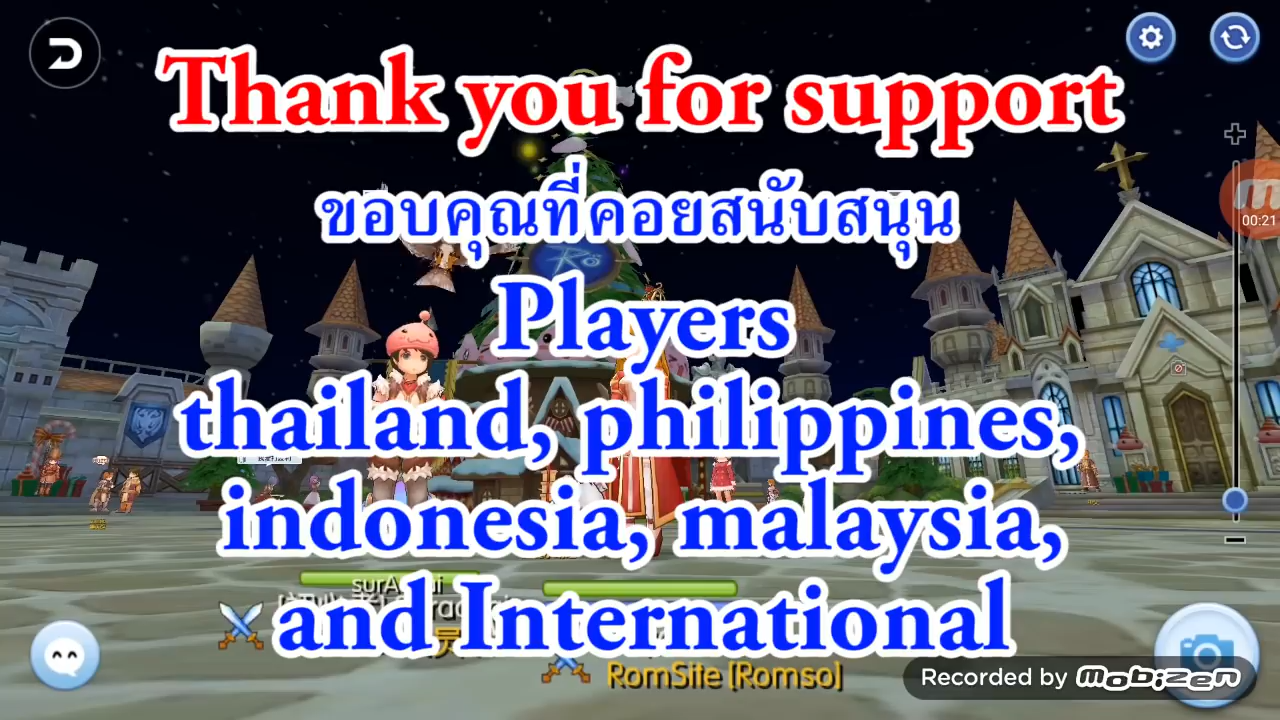 Thank you for support
ขอบคุณที่คอยสนับสนุน
Players
thailand, philippines,
indonesia, malaysia,
and International
RomSite [Romso]
00:21
Recorded by mobizen